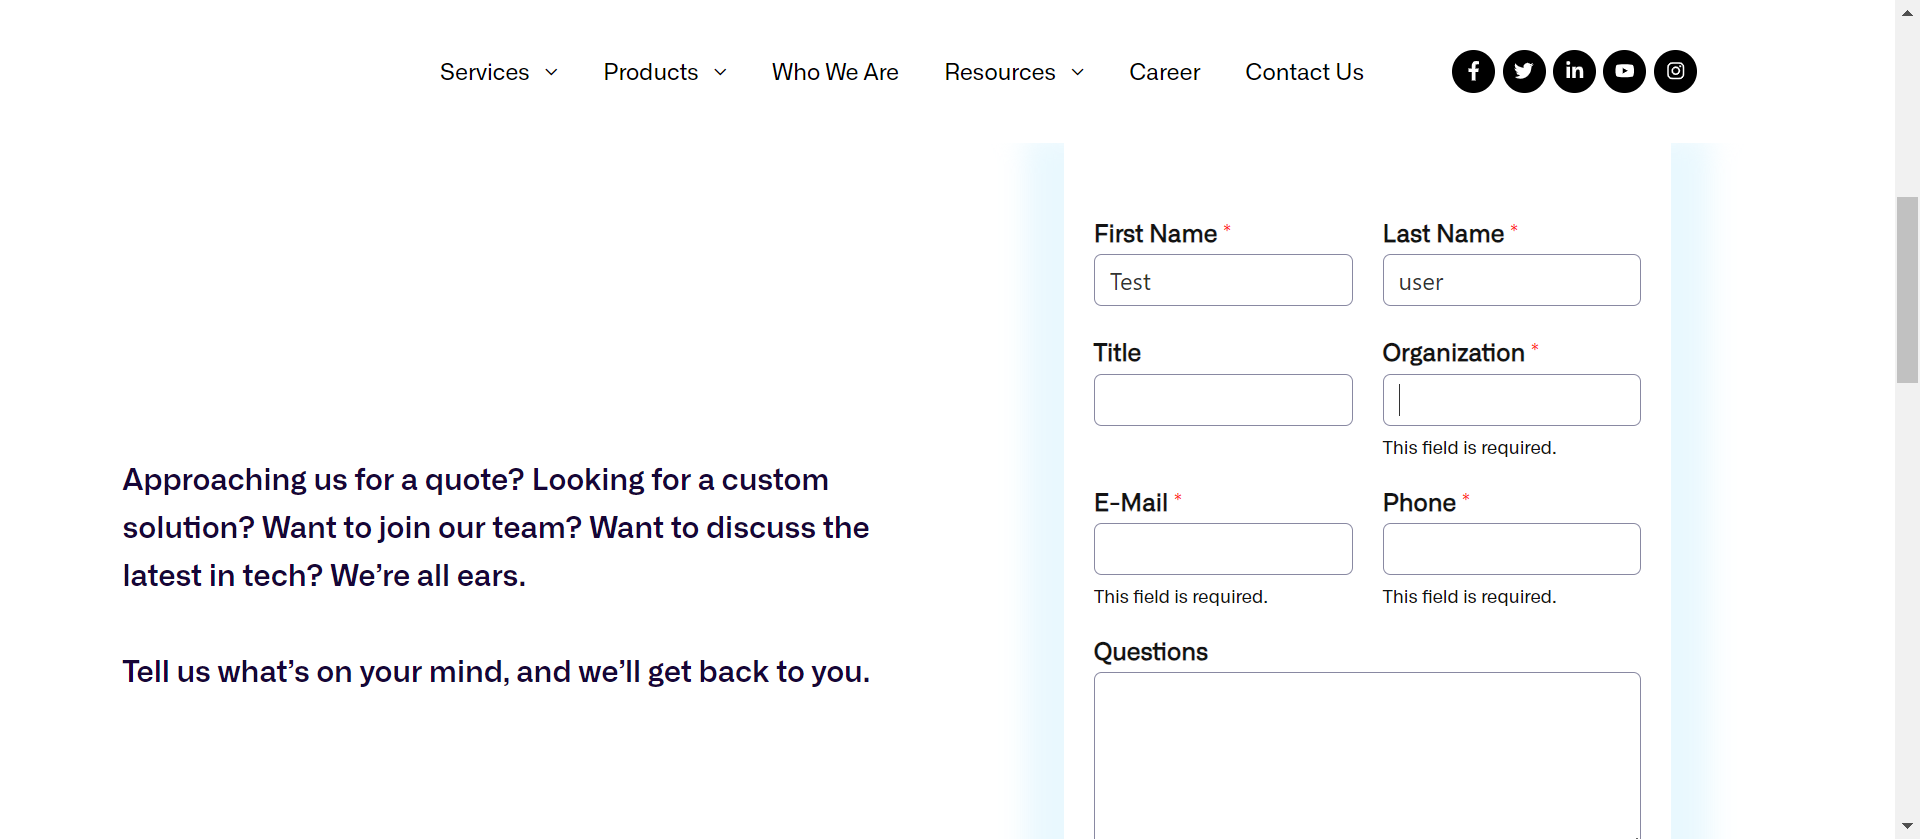 Services
Products
Who We Are
Resources
Career
Contact Us
First Name *
Last Name *
Test
user
Title
Organization *
This field is required.
E-Mail *
Phone *
This field is required.
This field is required.
Questions
Approaching us for a quote? Looking for a custom
solution? Want to join our team? Want to discuss the
latest in tech? We’re all ears.
Tell us what’s on your mind, and we’ll get back to you.